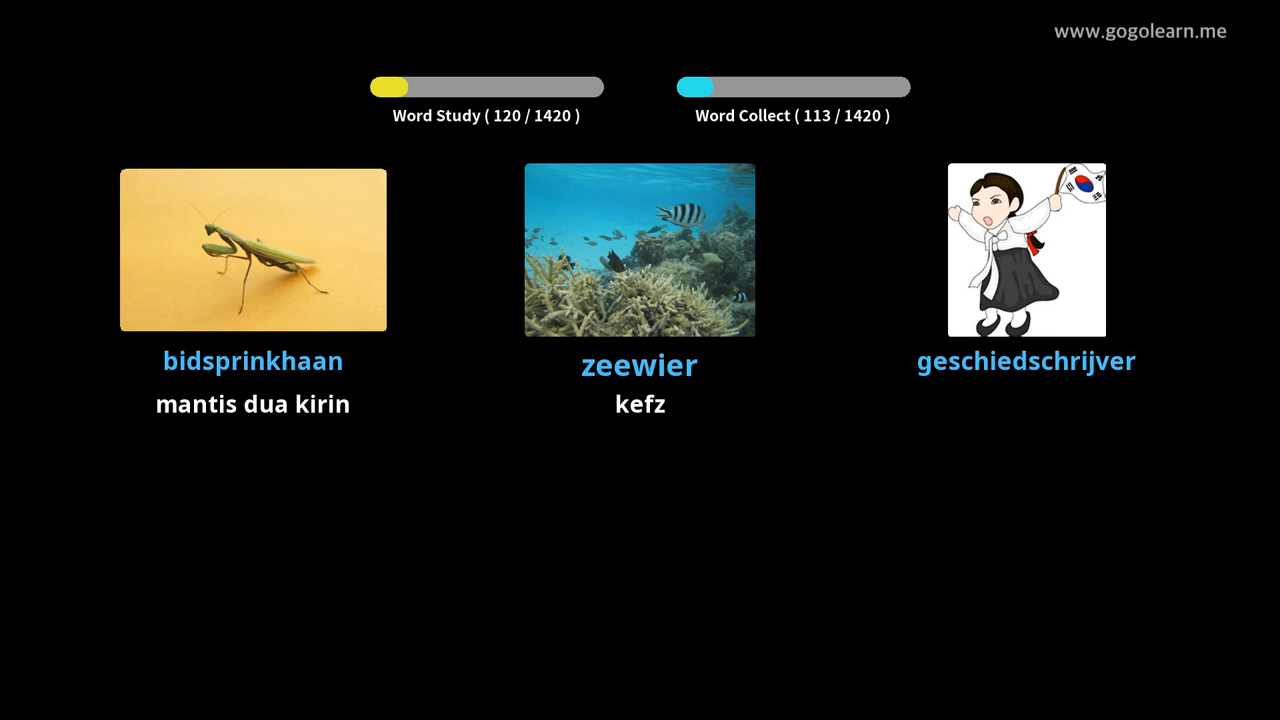 www.gogolearn.me
Word Study ( 120 / 1420 )
Word Collect ( 113 / 1420 )
bidsprinkhaan
zeewier
geschiedschrijver
mantis dua kirin
kefz